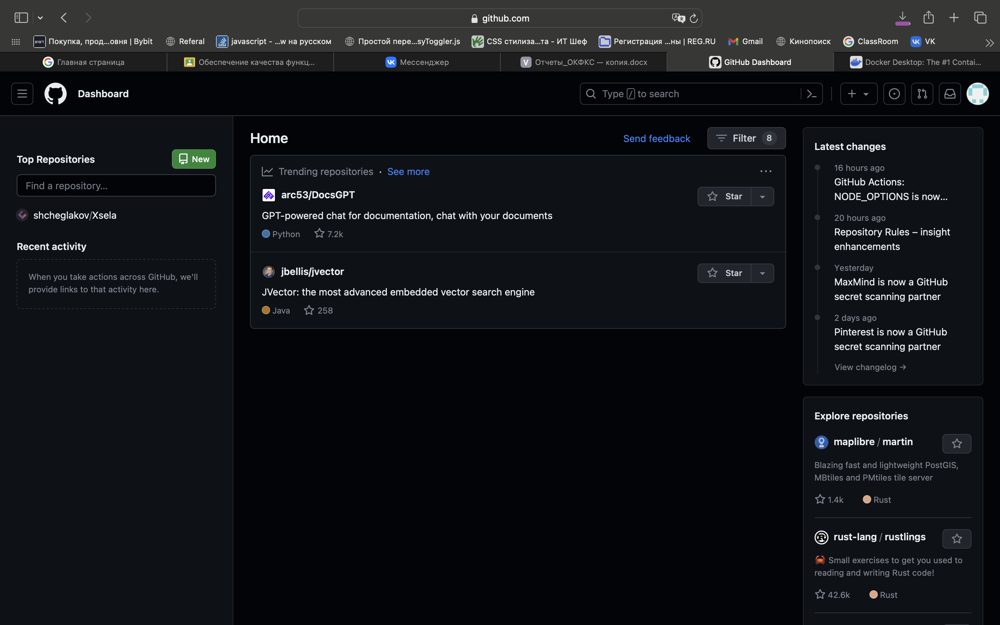 github.com
Покупка, прод...овня | Bybit
Referal
javascript - ...w на русском
Простой пере...syToggler.js
CSS стилиза...та - ИТ Шеф
Регистрация ...ны | REG.RU
Gmail
Кинопоиск
ClassRoom
VK
Главная страница
Обеспечение качества функц...
Мессенджер
V Отчеты_ОКФКС — копия.docx
GitHub Dashboard
Docker Desktop: The #1 Contai...
Dashboard
Type / to search
Top Repositories
New
Find a repository...
shcheglakov/Xsela
Recent activity
When you take actions across GitHub, we’ll
provide links to that activity here.
Home
Send feedback
Filter 8
Trending repositories · See more
arc53/DocsGPT
Star
GPT-powered chat for documentation, chat with your documents
Python 7.2k
jbellis/jvector
Star
JVector: the most advanced embedded vector search engine
Java 258
Latest changes
16 hours ago
GitHub Actions:
NODE_OPTIONS is now...
20 hours ago
Repository Rules – insight
enhancements
Yesterday
MaxMind is now a GitHub
secret scanning partner
2 days ago
Pinterest is now a GitHub
secret scanning partner
View changelog →
Explore repositories
maplibre / martin
Blazing fast and lightweight PostGIS,
MBtiles and PMtiles tile server
1.4k Rust
rust-lang / rustlings
🦀 Small exercises to get you used to
reading and writing Rust code!
42.6k Rust